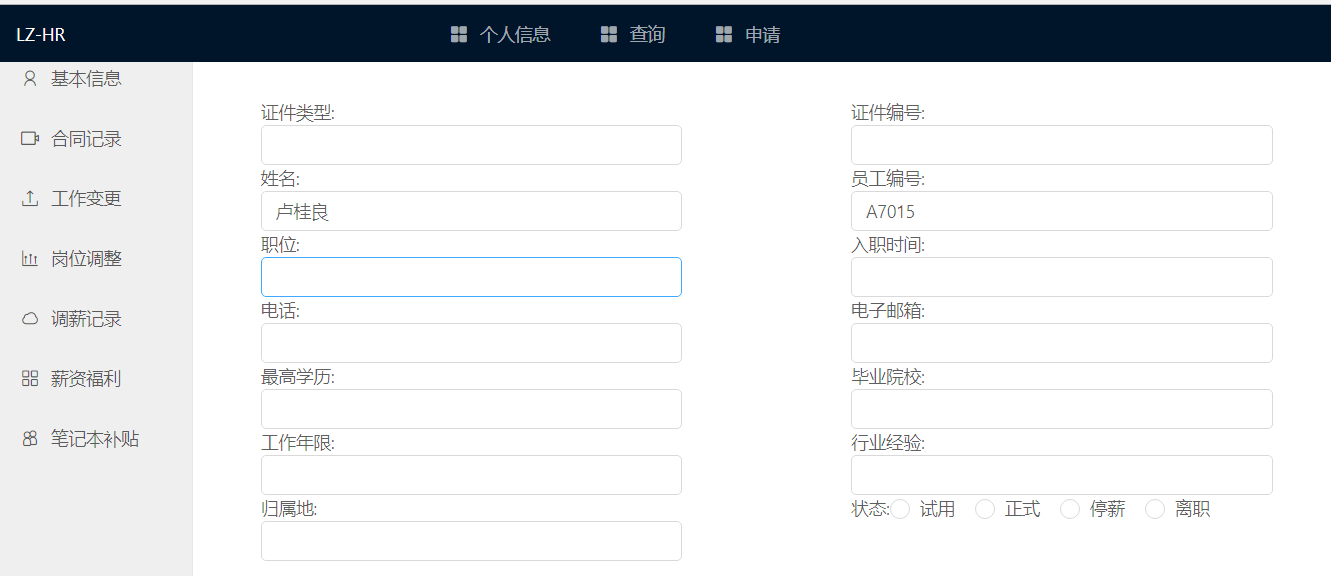 LZ-HR
个人信息
查询
申请
基本信息
合同记录
工作变更
岗位调整
调薪记录
薪资福利
笔记本补贴
证件类型:
证件编号:
姓名:
员工编号:
卢桂良
A7015
职位:
入职时间:
电话:
电子邮箱:
最高学历:
毕业院校:
工作年限:
行业经验:
归属地:
状态: 试用 正式 停薪 离职